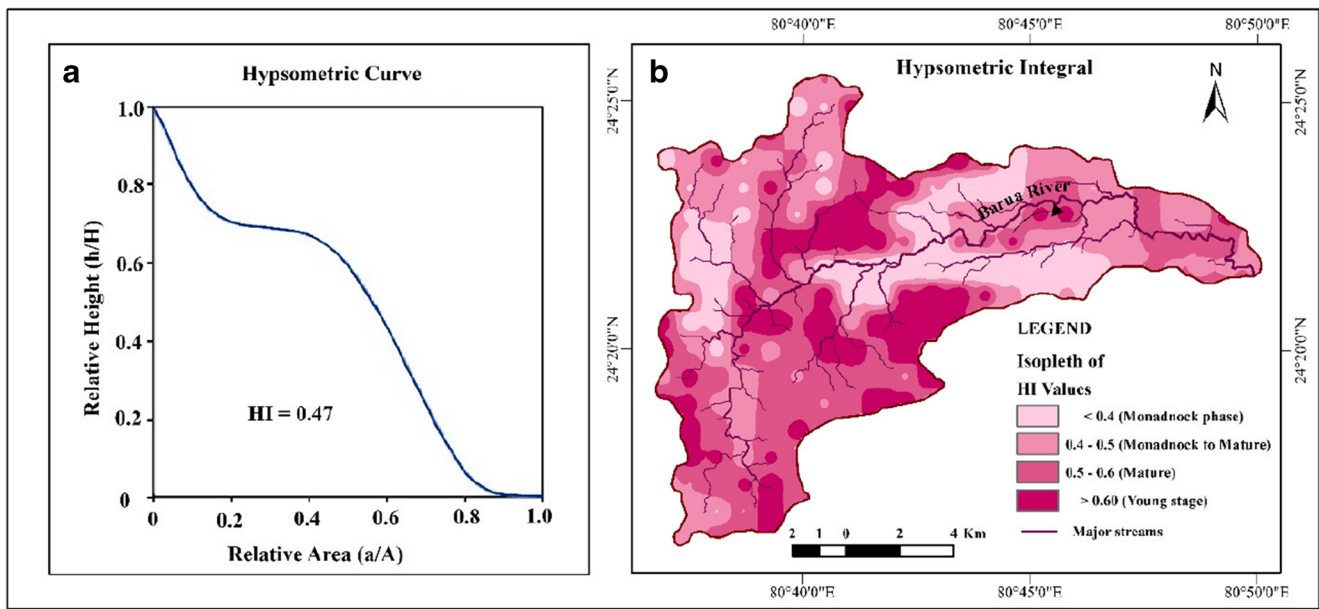 a
Hypsometric Curve
1.0
0.8
0.6
0.4
0.2
0
0
0.2
0.4
0.6
0.8
1.0
Relative Height (h/H)
HI = 0.47
Relative Area (a/A)
80°40'0"E
80°45'0"E
80°50'0"E
b
Hypsometric Integral
N
24°25'0"N
24°25'0"N
Barua River
24°20'0"N
24°20'0"N
LEGEND
Isopleth of
HI Values
< 0.4 (Monadnock phase)
0.4 - 0.5 (Monadnock to Mature)
0.5 - 0.6 (Mature)
> 0.60 (Young stage)
Major streams
2 1 0 2 4 Km
80°40'0"E
80°45'0"E
80°50'0"E